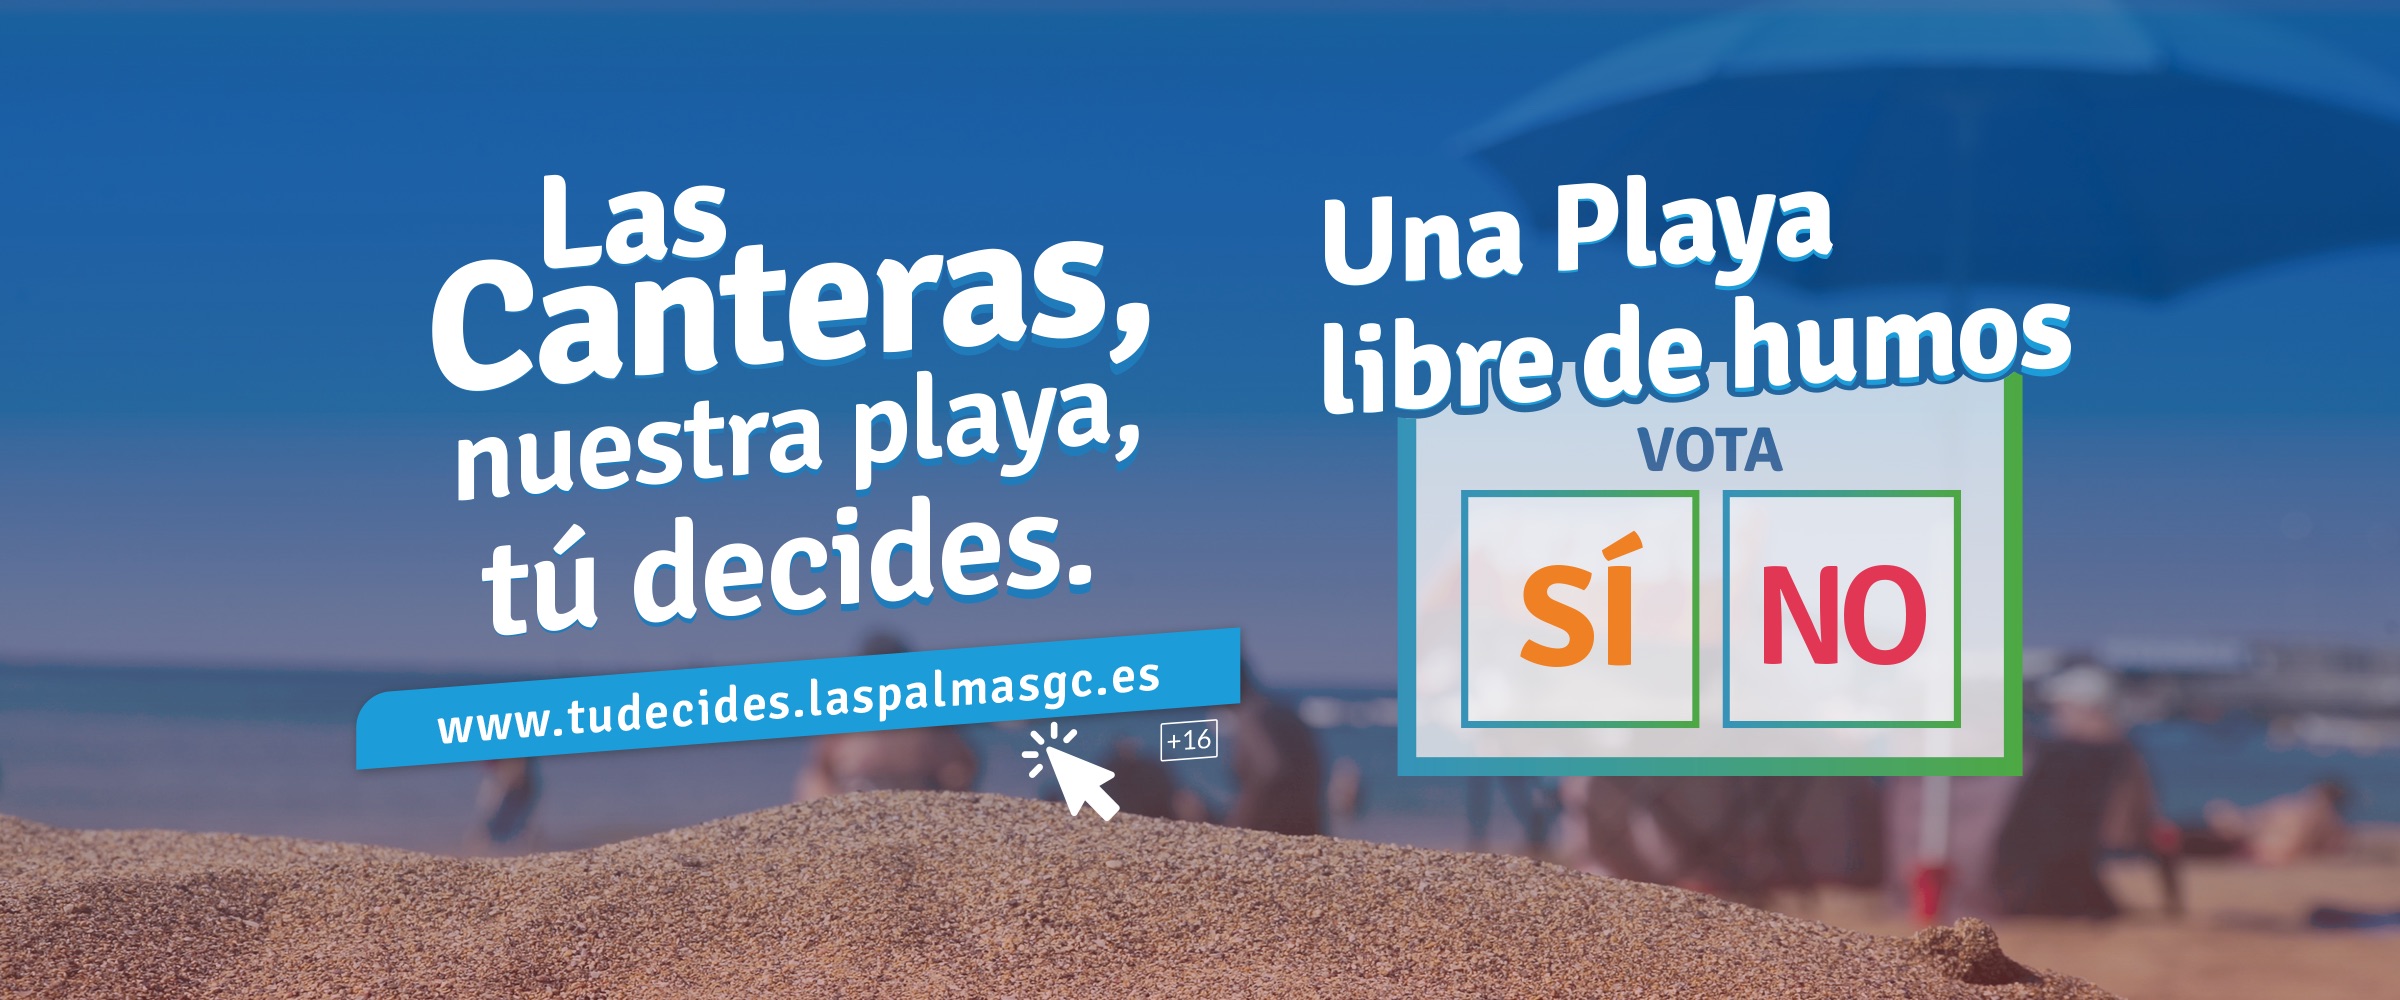 Las
Canteras,
nuestra playa,
tú decides.
www.tudecides.laspalmasgc.es
+16
Una Playa
libre de humos
VOTA
SÍ NO